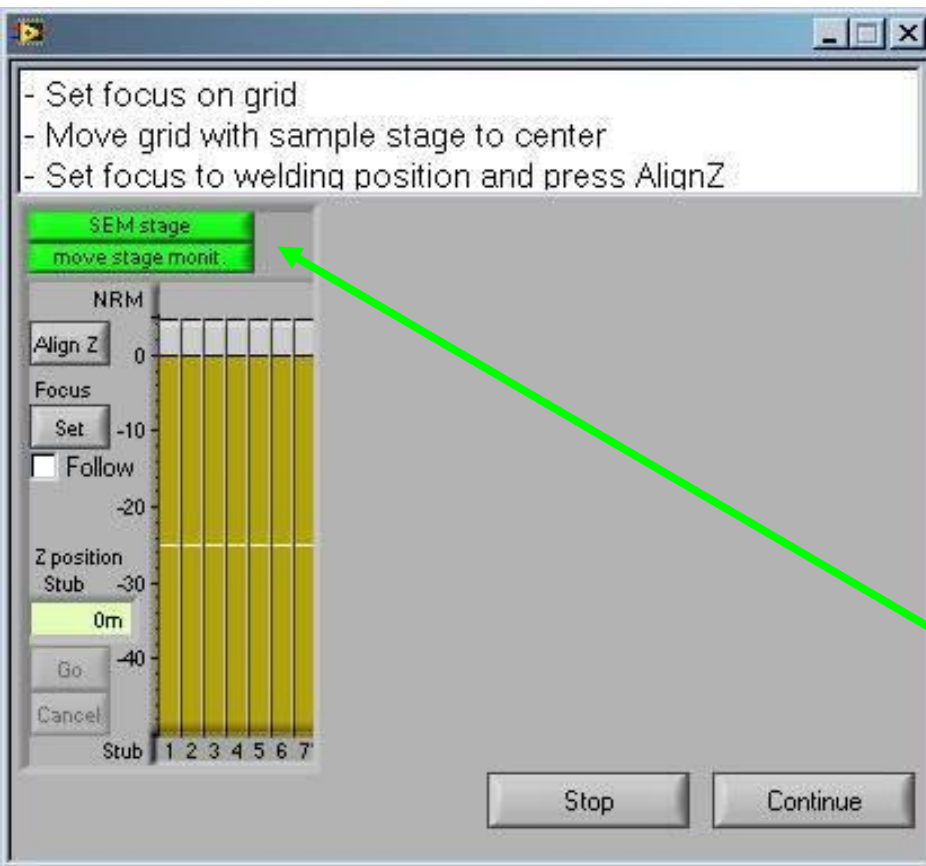 - Set focus on grid
- Move grid with sample stage to center
- Set focus to welding position and press AlignZ
SEM stage
move stage monit.
NRM
Align Z
0
Focus
Set
-10
Follow
-20
Z position
Stub
-30
0m
Go
-40
Cancel
Stub 1 2 3 4 5 6 7
Stop
Continue